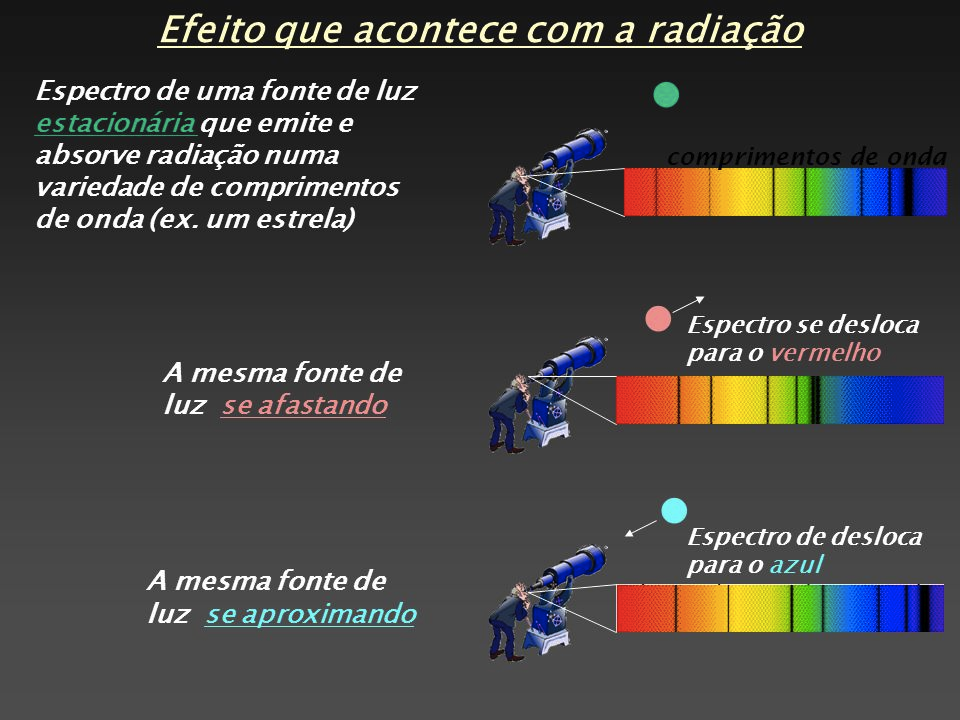 Efeito que acontece com a radiação
Espectro de uma fonte de luz
estacionária que emite e
absorve radiação numa
variedade de comprimentos
de onda (ex. um estrela)
comprimentos de onda
A mesma fonte de
luz se afastando
Espectro se desloca
para o vermelho
A mesma fonte de
luz se aproximando
Espectro de desloca
para o azul